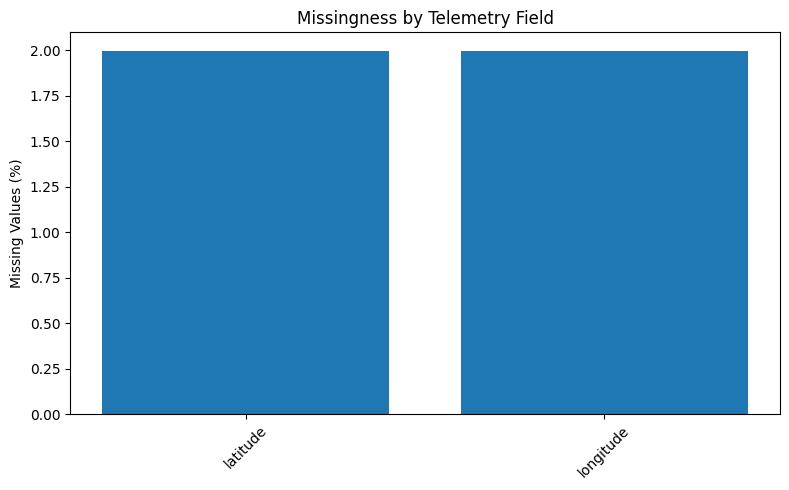 Missingness by Telemetry Field
Missing Values (%)
2.00
1.75
1.50
1.25
1.00
0.75
0.50
0.25
0.00
latitude
longitude